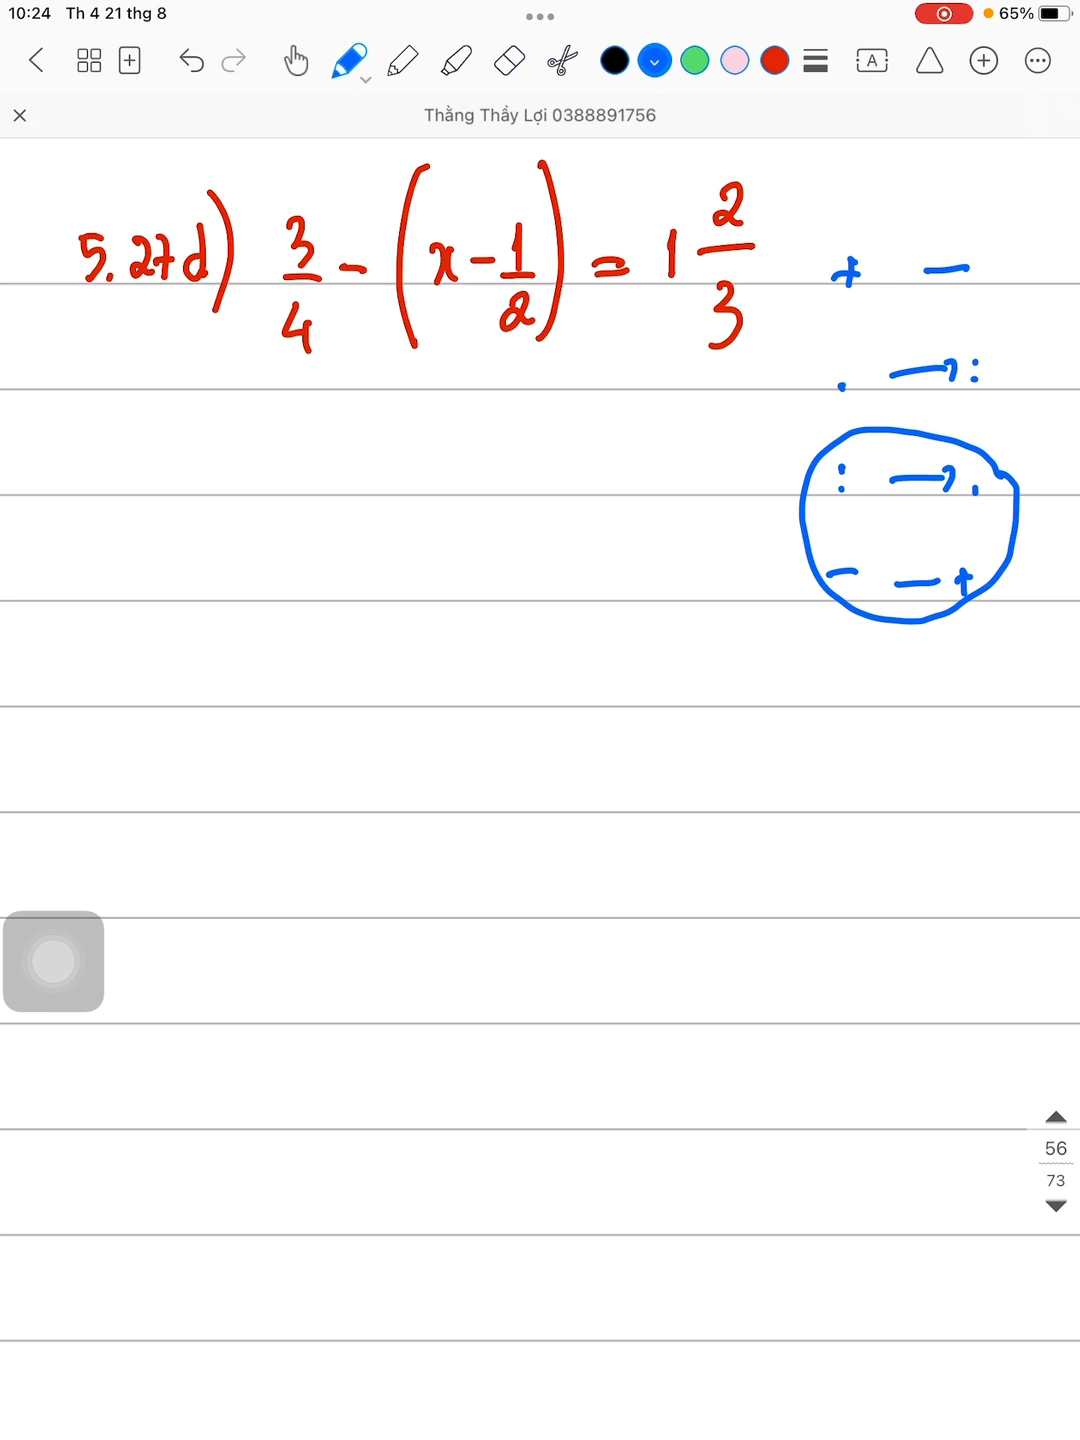 10:24 Th 4 21 thg 8 65%
A
Thằng Thầy Lợi 0388891756
5.27d) 3/4 - (x - 1/2) = 1 2/3
+ -
. → :
: → .
- - +
56
73